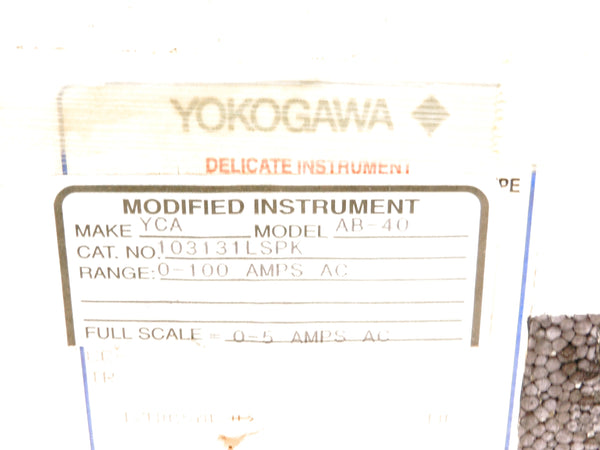 YOKOGAWA
DELICATE INSTRUMENT
PE
MODIFIED INSTRUMENT
MAKE YCA MODEL AB-40
CAT. NO. 103131LSPK
RANGE: 0-100 AMPS AC
FULL SCALE = 0-5 AMPS AC